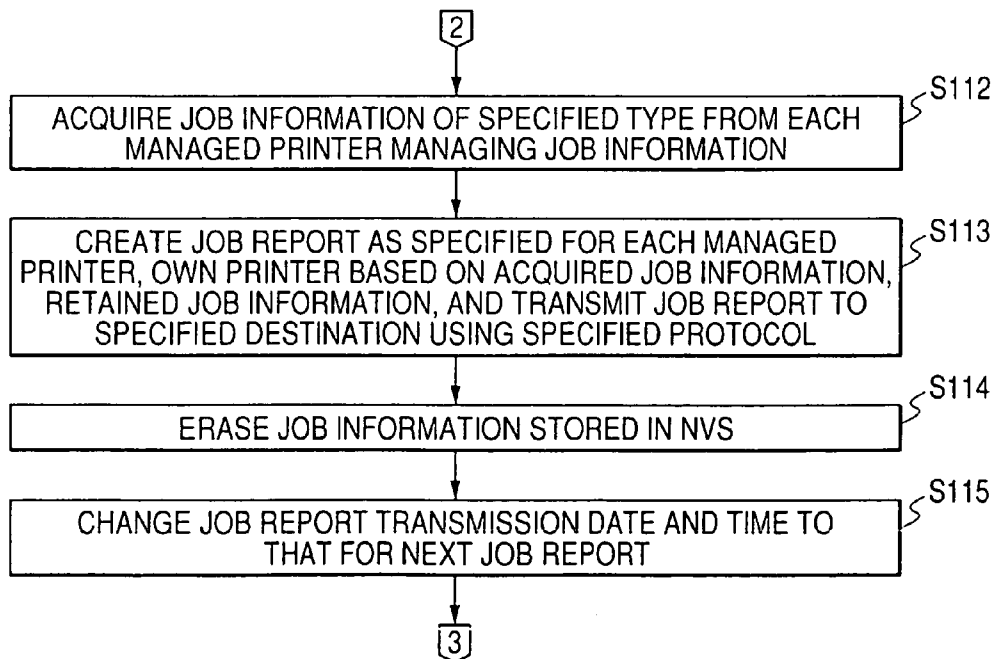 2
S112
ACQUIRE JOB INFORMATION OF SPECIFIED TYPE FROM EACH
MANAGED PRINTER MANAGING JOB INFORMATION
S113
CREATE JOB REPORT AS SPECIFIED FOR EACH MANAGED
PRINTER, OWN PRINTER BASED ON ACQUIRED JOB INFORMATION,
RETAINED JOB INFORMATION, AND TRANSMIT JOB REPORT TO
SPECIFIED DESTINATION USING SPECIFIED PROTOCOL
S114
ERASE JOB INFORMATION STORED IN NVS
S115
CHANGE JOB REPORT TRANSMISSION DATE AND TIME TO
THAT FOR NEXT JOB REPORT
3